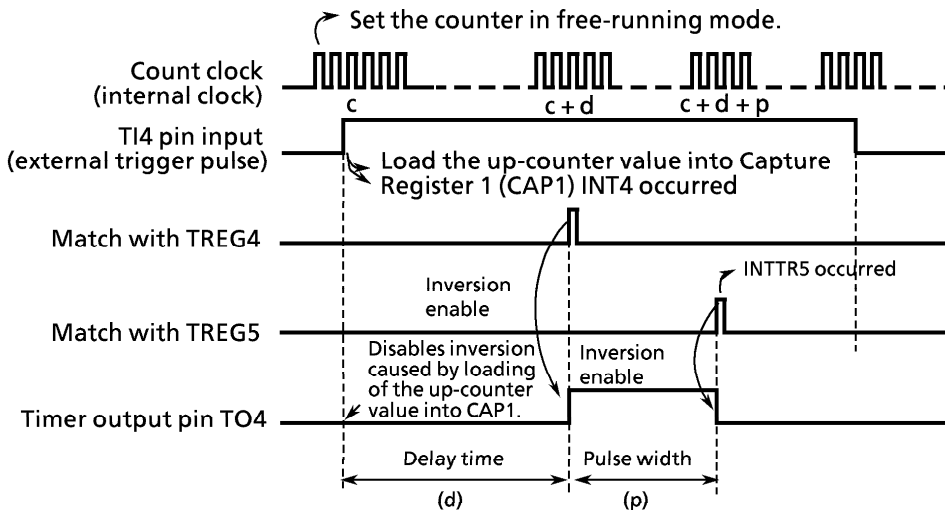 Set the counter in free-running mode.
Count clock
(internal clock)
c
c + d
c + d + p
TI4 pin input
(external trigger pulse)
Load the up-counter value into Capture
Register 1 (CAP1) INT4 occurred
Match with TREG4
INTTR5 occurred
Inversion
enable
Match with TREG5
Disables inversion
caused by loading
of the up-counter
value into CAP1.
Inversion
enable
Timer output pin TO4
Delay time
Pulse width
(d)
(p)